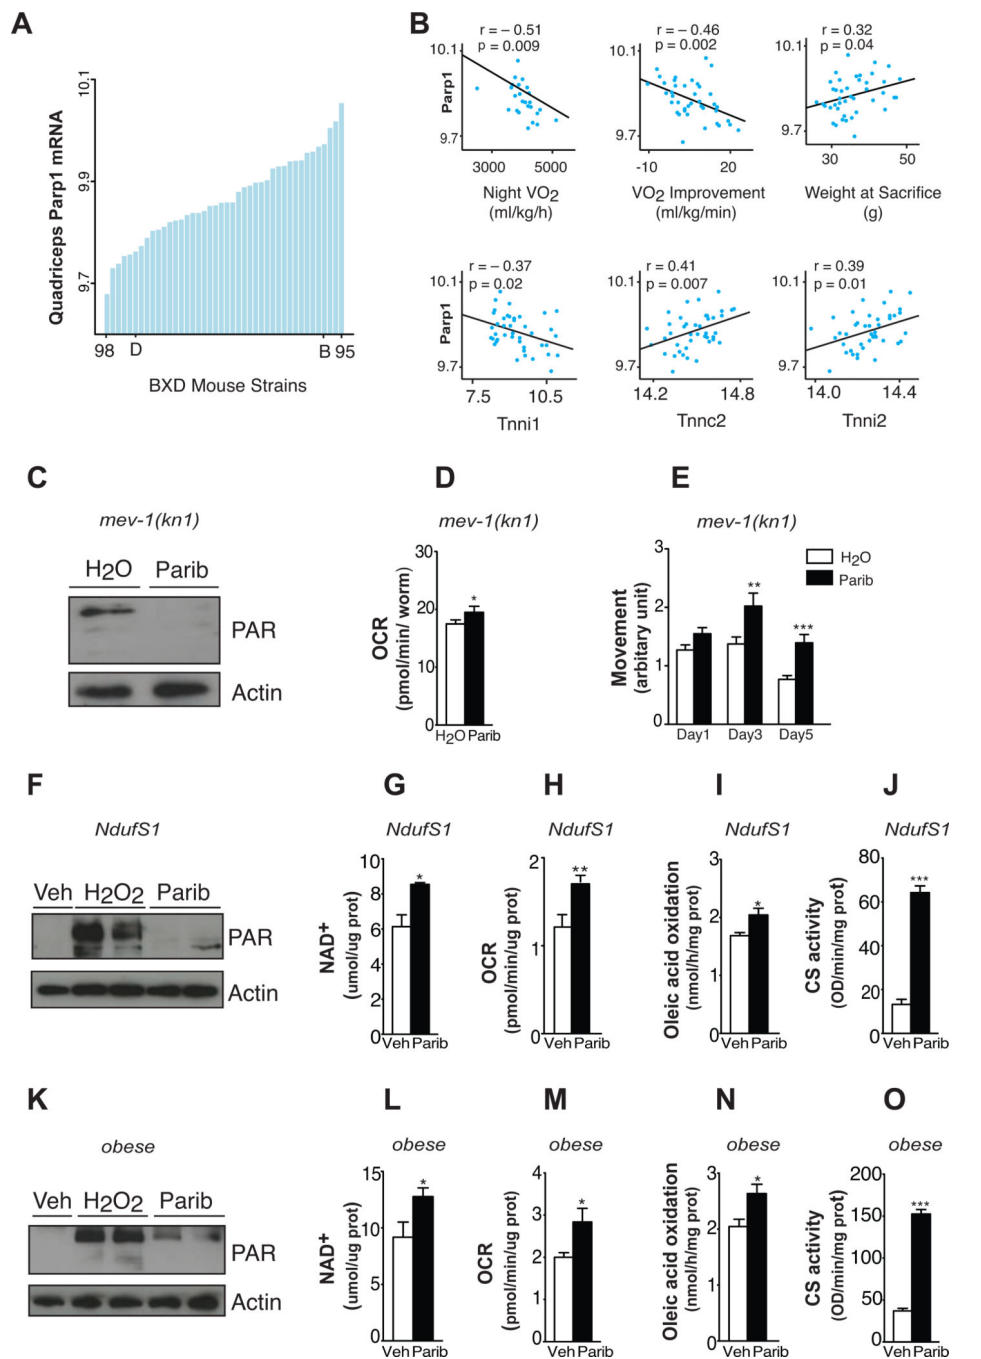 A
Quadriceps Parp1 mRNA
10.1
9.9
9.7
98 D B 95
BXD Mouse Strains
B
r = – 0.51
p = 0.009
10.1
Parp1
9.7
3000 5000
Night VO2
(ml/kg/h)
r = – 0.46
p = 0.002
10.1
9.7
-10 20
VO2 Improvement
(ml/kg/min)
r = 0.32
p = 0.04
10.1
9.7
30 50
Weight at Sacrifice
(g)
r = – 0.37
p = 0.02
10.1
Parp1
9.7
7.5 10.5
Tnni1
r = 0.41
p = 0.007
10.1
9.7
14.2 14.8
Tnnc2
r = 0.39
p = 0.01
10.1
9.7
14.0 14.4
Tnni2
C
mev-1(kn1)
H2O Parib
PAR
Actin
D
mev-1(kn1)
OCR
(pmol/min/ worm)
30
20
10
0
*
H2O Parib
E
mev-1(kn1)
Movement
(arbitary unit)
3
2
1
0
**
***
H2O
Parib
Day1 Day3 Day5
F
NdufS1
Veh H2O2 Parib
PAR
Actin
G
NdufS1
NAD+
(umol/ug prot)
10
8
6
4
2
0
*
Veh Parib
H
NdufS1
OCR
(pmol/min/ug prot)
2
1
0
**
Veh Parib
I
NdufS1
Oleic acid oxidation
(nmol/h/mg prot)
3
2
1
0
*
Veh Parib
J
NdufS1
CS activity
(OD/min/mg prot)
80
60
40
20
0
***
Veh Parib
K
obese
Veh H2O2 Parib
PAR
Actin
L
obese
NAD+
(umol/ug prot)
15
10
5
0
*
Veh Parib
M
obese
OCR
(pmol/min/ug prot)
4
3
2
1
0
*
Veh Parib
N
obese
Oleic acid oxidation
(nmol/h/mg prot)
3
2
1
0
*
Veh Parib
O
obese
CS activity
(OD/min/mg prot)
200
150
100
50
0
***
Veh Parib